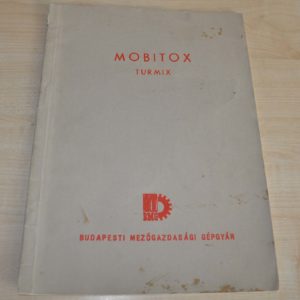 MOBITOX
TURMIX
BUDAPESTI MEZŐGAZDASÁGI GÉPGYÁR